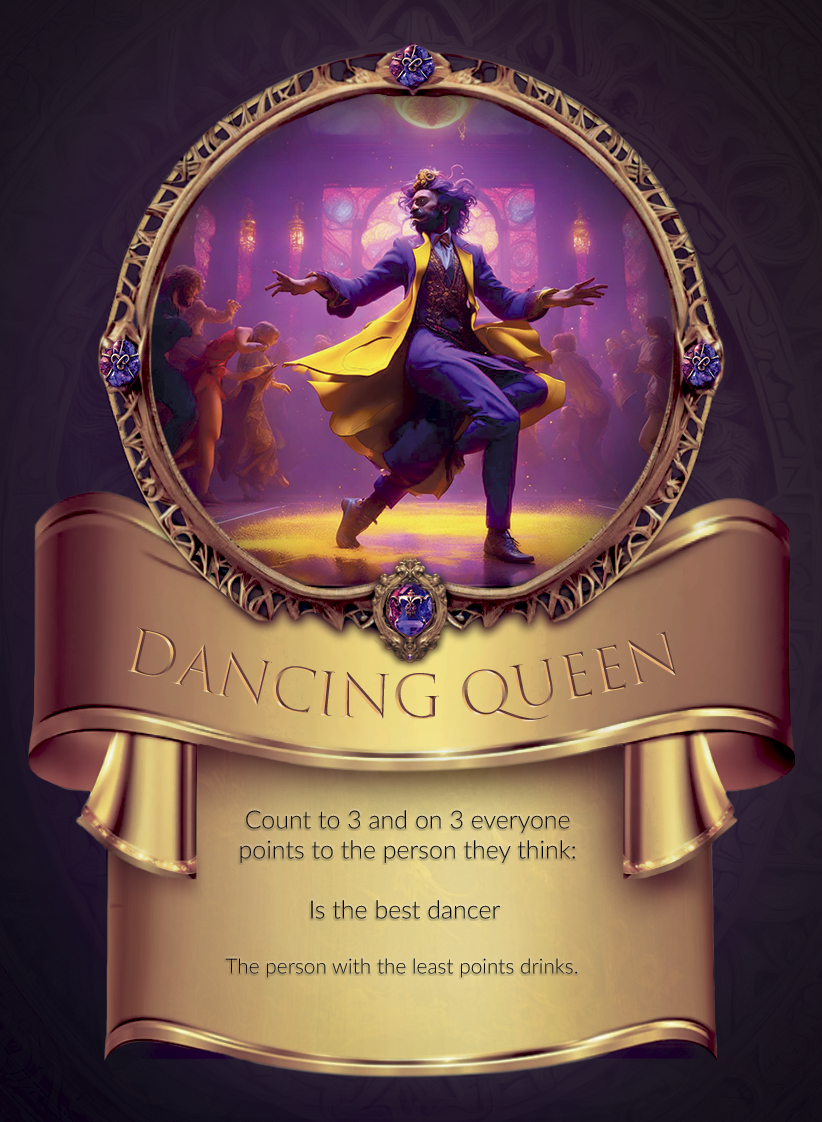 DANCING QUEEN
Count to 3 and on 3 everyone
points to the person they think:
Is the best dancer
The person with the least points drinks.